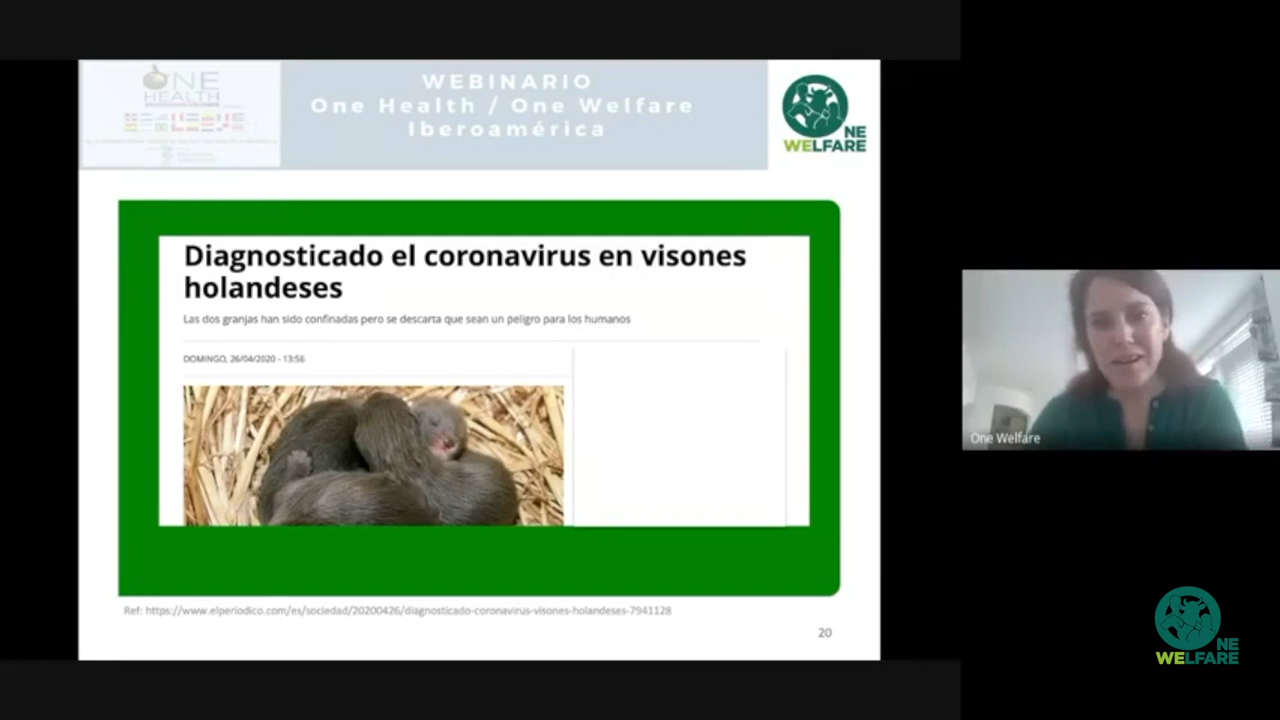 ONE
HEALTH
WEBINARIO
One Health / One Welfare
Iberoamérica
ONE
WELFARE
Diagnosticado el coronavirus en visones
holandeses
Las dos granjas han sido confinadas pero se descarta que sean un peligro para los humanos
DOMINGO, 26/04/2020 - 13:56
Ref: https://www.elperiodico.com/es/sociedad/20200426/diagnosticado-coronavirus-visones-holandeses-7941128
20
One Welfare
ONE
WELFARE